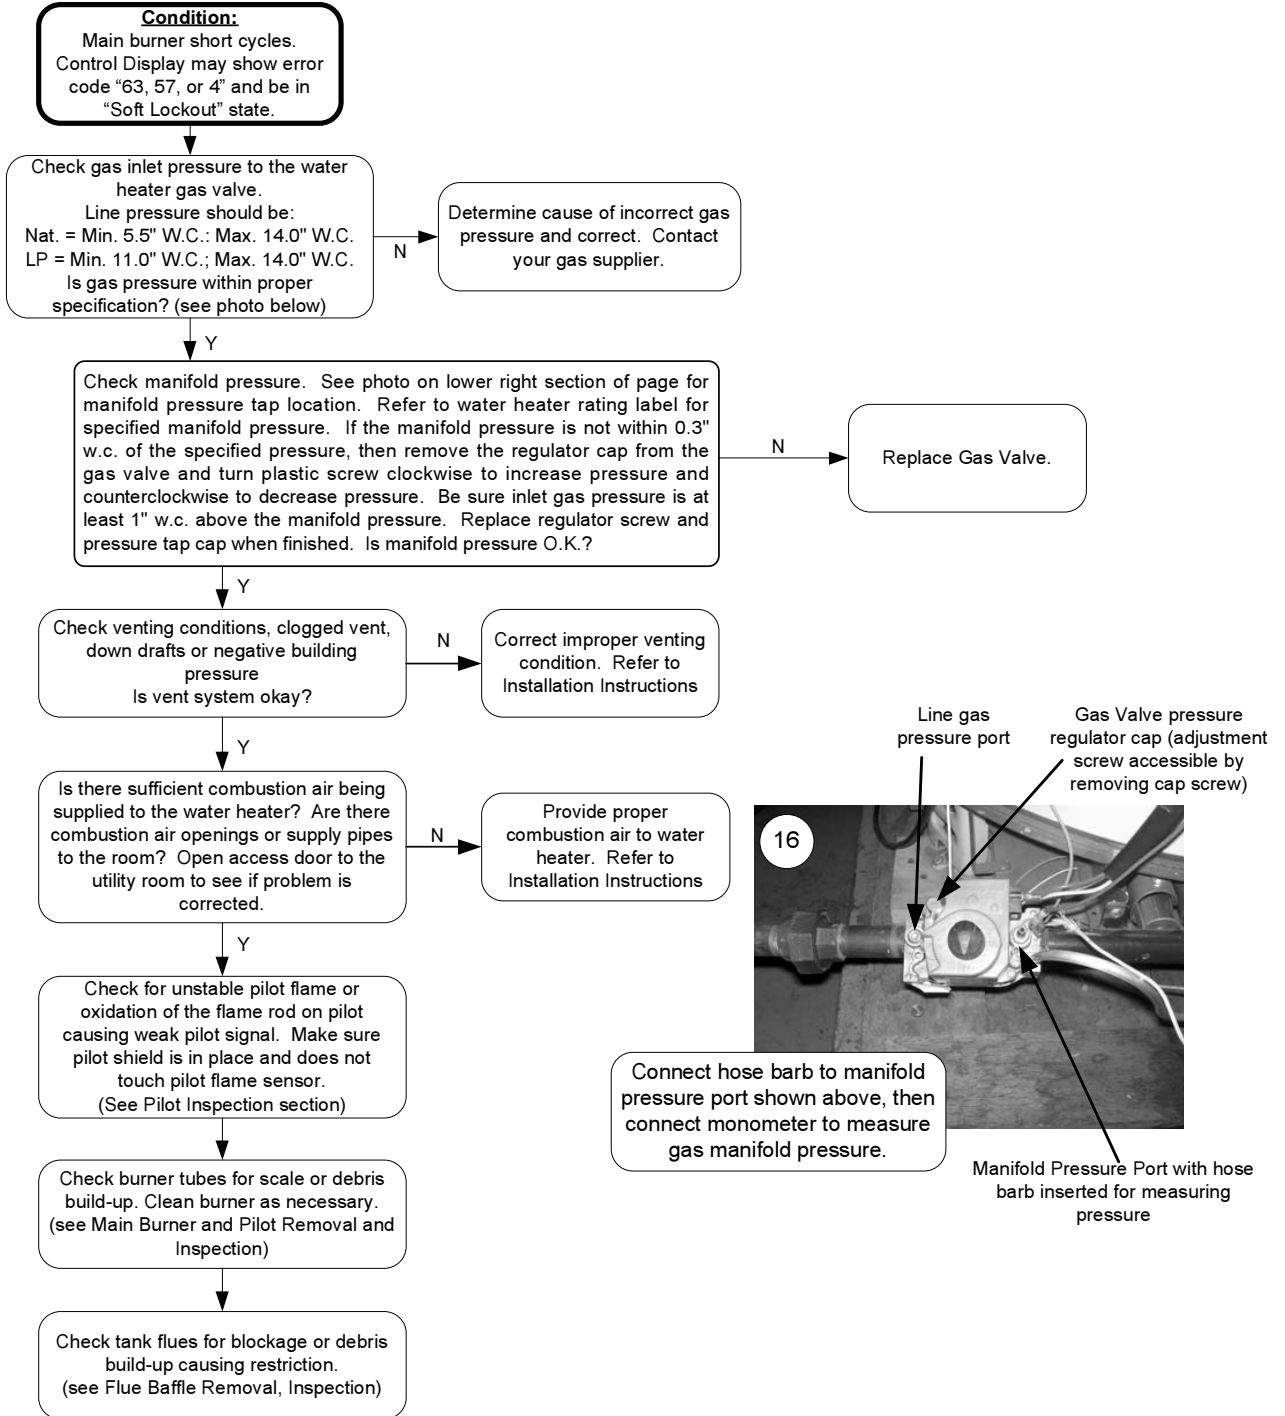 Condition:
Main burner short cycles.
Control Display may show error
code “63, 57, or 4” and be in
“Soft Lockout” state.
Check gas inlet pressure to the water
heater gas valve.
Line pressure should be:
Nat. = Min. 5.5" W.C.: Max. 14.0" W.C.
LP = Min. 11.0" W.C.; Max. 14.0" W.C.
Is gas pressure within proper
specification? (see photo below)
N
Determine cause of incorrect gas
pressure and correct. Contact
your gas supplier.
Y
Check manifold pressure. See photo on lower right section of page for
manifold pressure tap location. Refer to water heater rating label for
specified manifold pressure. If the manifold pressure is not within 0.3"
w.c. of the specified pressure, then remove the regulator cap from the
gas valve and turn plastic screw clockwise to increase pressure and
counterclockwise to decrease pressure. Be sure inlet gas pressure is at
least 1" w.c. above the manifold pressure. Replace regulator screw and
pressure tap cap when finished. Is manifold pressure O.K.?
N
Replace Gas Valve.
Y
Check venting conditions, clogged vent,
down drafts or negative building
pressure
Is vent system okay?
N
Correct improper venting
condition. Refer to
Installation Instructions
Y
Is there sufficient combustion air being
supplied to the water heater? Are there
combustion air openings or supply pipes
to the room? Open access door to the
utility room to see if problem is
corrected.
N
Provide proper
combustion air to water
heater. Refer to
Installation Instructions
Y
Check for unstable pilot flame or
oxidation of the flame rod on pilot
causing weak pilot signal. Make sure
pilot shield is in place and does not
touch pilot flame sensor.
(See Pilot Inspection section)
Check burner tubes for scale or debris
build-up. Clean burner as necessary.
(see Main Burner and Pilot Removal and
Inspection)
Check tank flues for blockage or debris
build-up causing restriction.
(see Flue Baffle Removal, Inspection)
Line gas
pressure port
Gas Valve pressure
regulator cap (adjustment
screw accessible by
removing cap screw)
16
Connect hose barb to manifold
pressure port shown above, then
connect monometer to measure
gas manifold pressure.
Manifold Pressure Port with hose
barb inserted for measuring
pressure